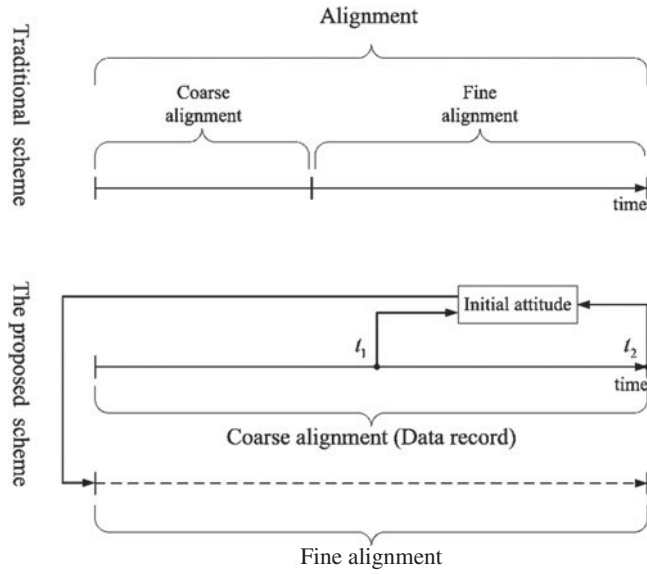 Traditional scheme
Alignment
Coarse
alignment
Fine
alignment
time
The proposed scheme
Initial attitude
t1
t2
time
Coarse alignment (Data record)
Fine alignment